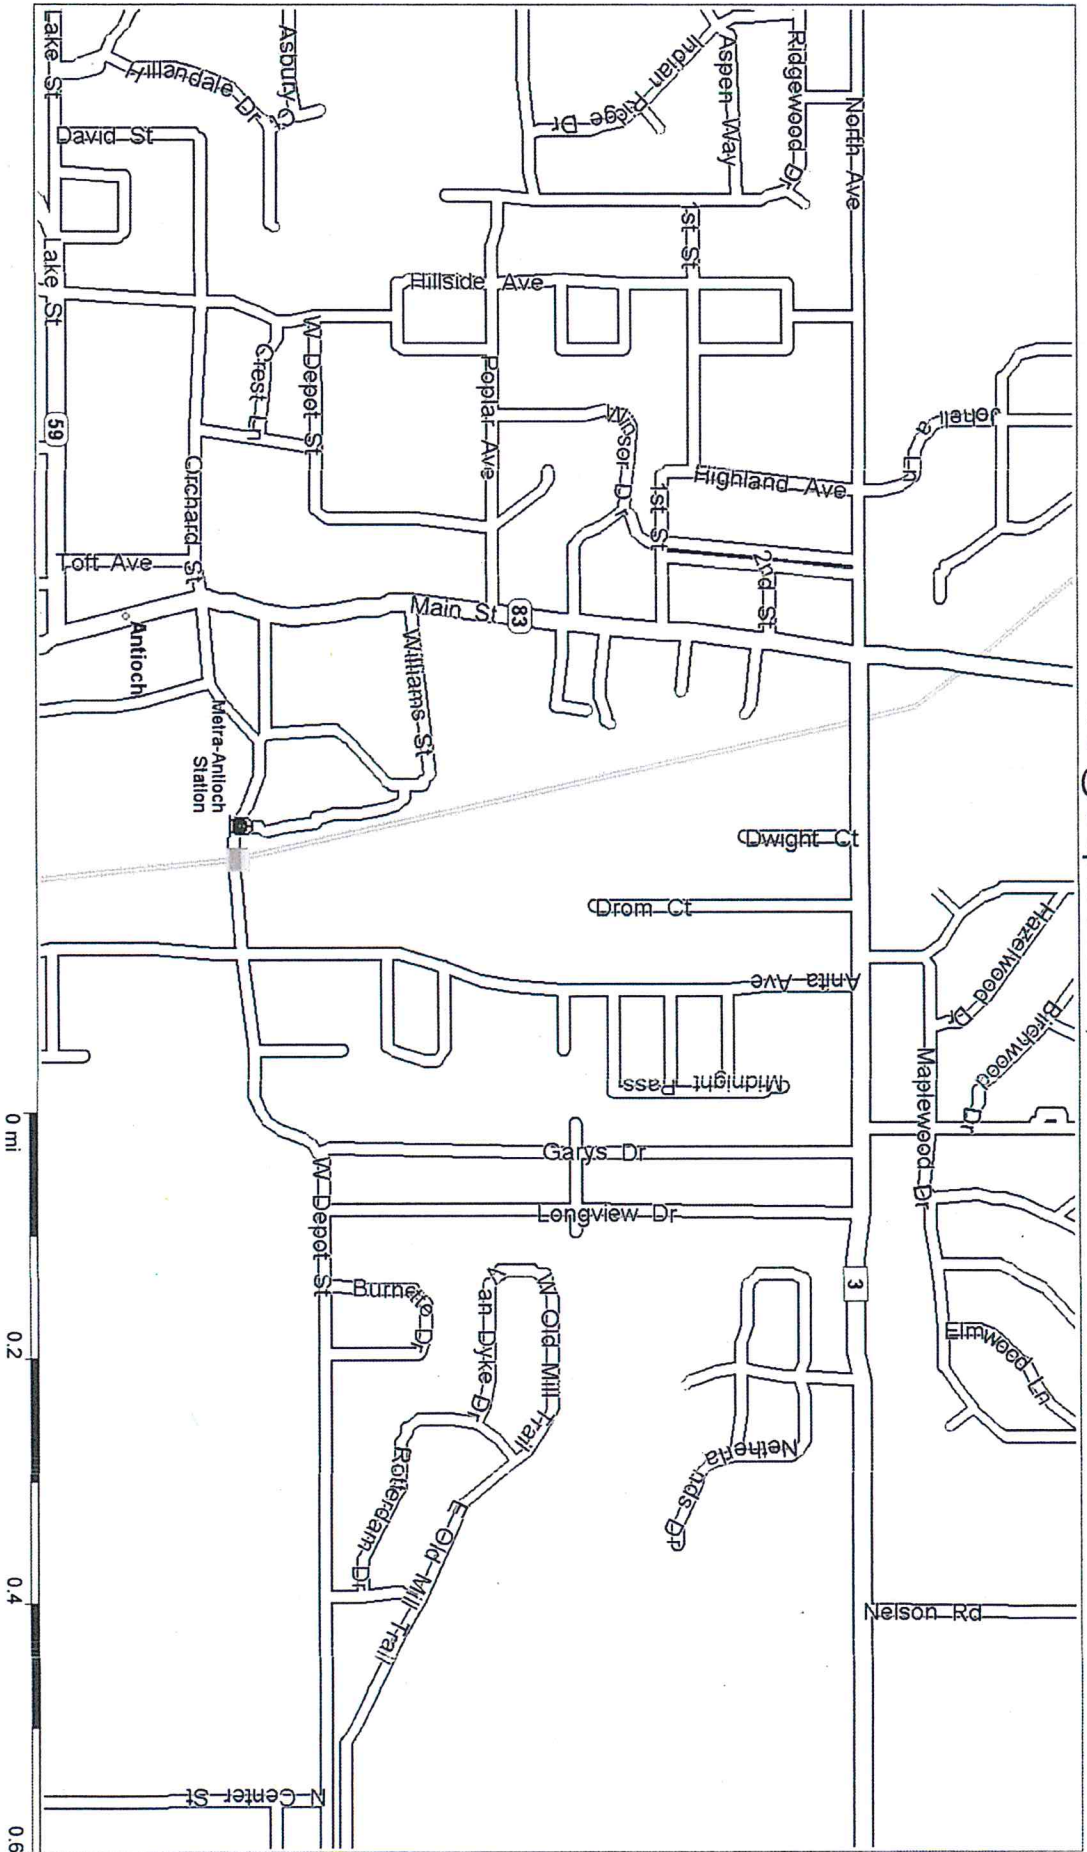 Lake St
Hillandale Dr
Asbury C
Indian Ridge Dr
Aspen Way
Ridgewood Dr
North Ave
David St
Lake St
1st St
Hillside Ave
W Depot St
Crest Ln
Poplar Ave
Winsor Dr
Jonell a Ln
Highland Ave
59
Orchard St
1st St
2nd St
Toft Ave
Main St
83
Antioch
Williams St
Metra-Antioch
Station
Dwight Ct
Drom Ct
Hazelwood Dr
Anita Ave
Birchwood Dr
Midnight Pass
Maplewood Dr
Garys Dr
W Depot St
Longview Dr
Burnette Dr
Van Dyke Dr
W Old Mill Trail
3
Elmwood Ln
Netherla nds Dr
Rotterdam Dr
E Old Mill Trail
Nelson Rd
N Center St
0 mi
0.2
0.4
0.6